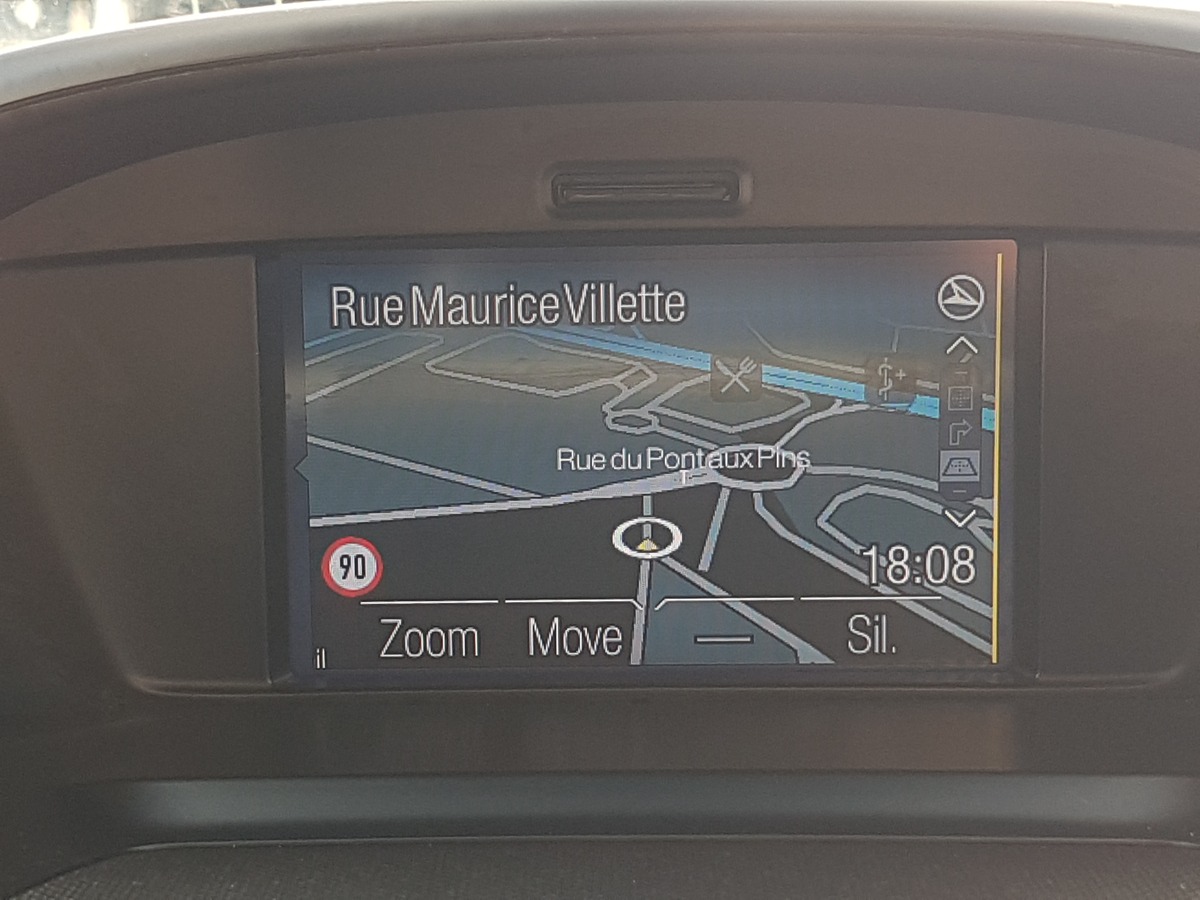 Rue Maurice Villette
Rue du Pont aux Pins
T
90
18:08
Zoom Move Sil.